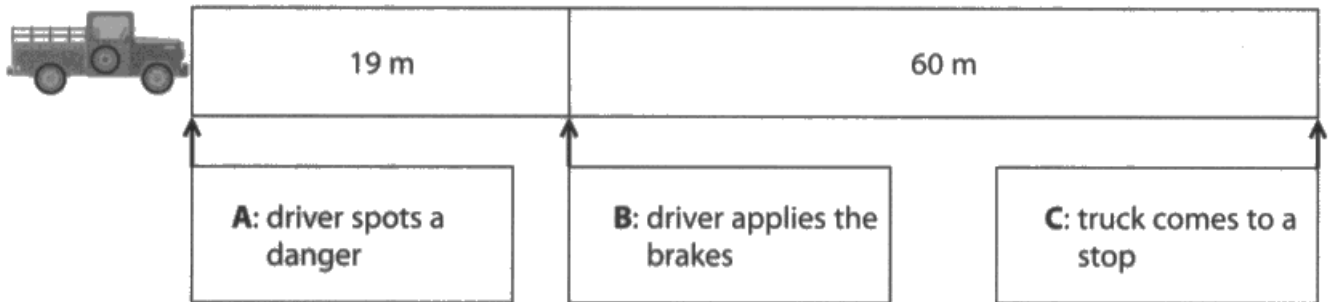 19 m
60 m
A: driver spots a
danger
B: driver applies the
brakes
C: truck comes to a
stop